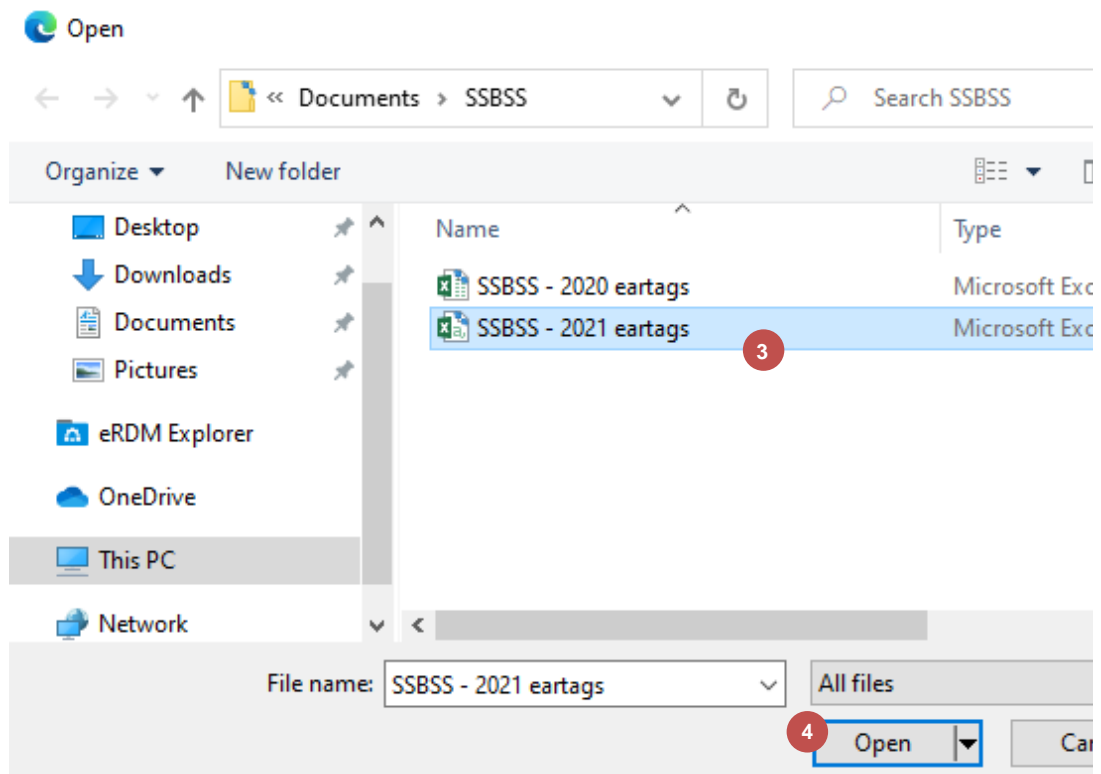 Open
« Documents > SSBSS
Search SSBSS
Organize
New folder
Name
Type
Desktop
Downloads
Documents
Pictures
eRDM Explorer
OneDrive
This PC
Network
SSBSS - 2020 eartags
Microsoft Exc
SSBSS - 2021 eartags
Microsoft Exc
3
File name:
SSBSS - 2021 eartags
All files
4
Open
Can